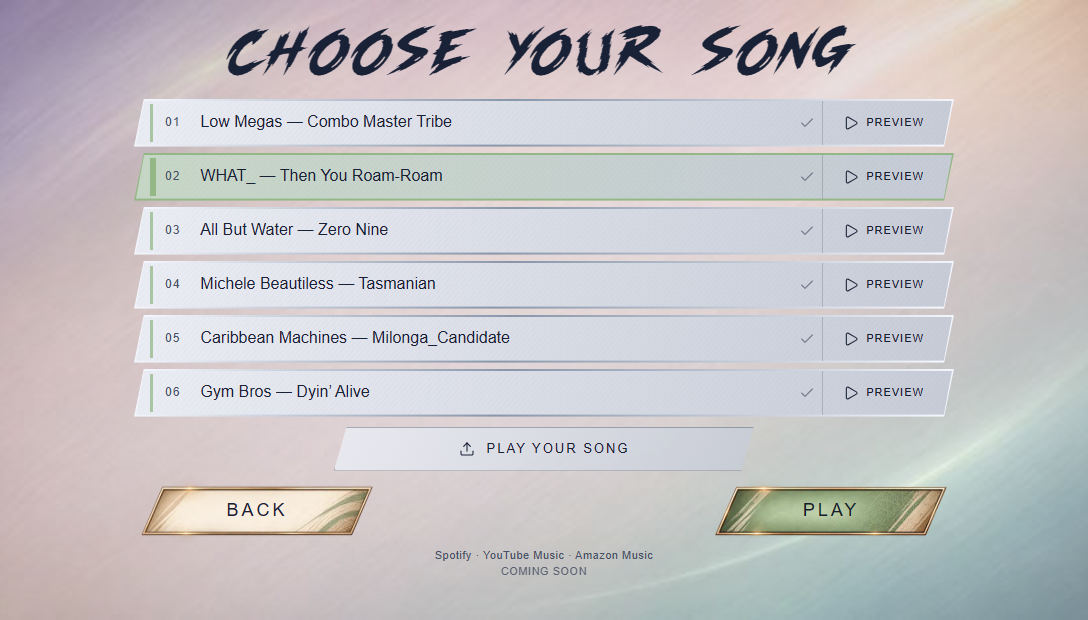 CHOOSE YOUR SONG
01 Low Megas — Combo Master Tribe PREVIEW
02 WHAT_ — Then You Roam-Roam PREVIEW
03 All But Water — Zero Nine PREVIEW
04 Michele Beautiless — Tasmanian PREVIEW
05 Caribbean Machines — Milonga_Candidate PREVIEW
06 Gym Bros — Dyin’ Alive PREVIEW
PLAY YOUR SONG
BACK PLAY
Spotify · YouTube Music · Amazon Music
COMING SOON